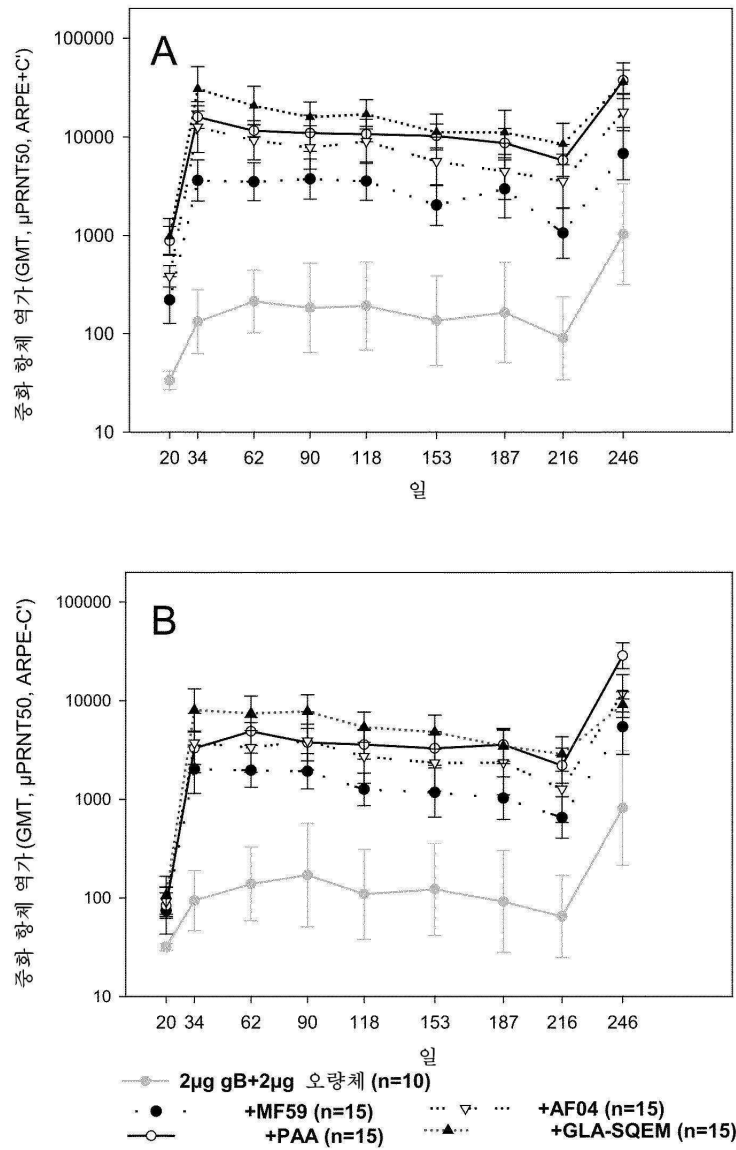 A
중화 항체 역가 (GMT, µPRNT50, ARPE+C')
100000
10000
1000
100
10
20 34 62 90 118 153 187 216 246
일
B
중화 항체 역가 (GMT, µPRNT50, ARPE-C')
100000
10000
1000
100
10
20 34 62 90 118 153 187 216 246
일
2µg gB+2µg 오량체 (n=10)
+MF59 (n=15) +AF04 (n=15)
+PAA (n=15) +GLA-SQEM (n=15)